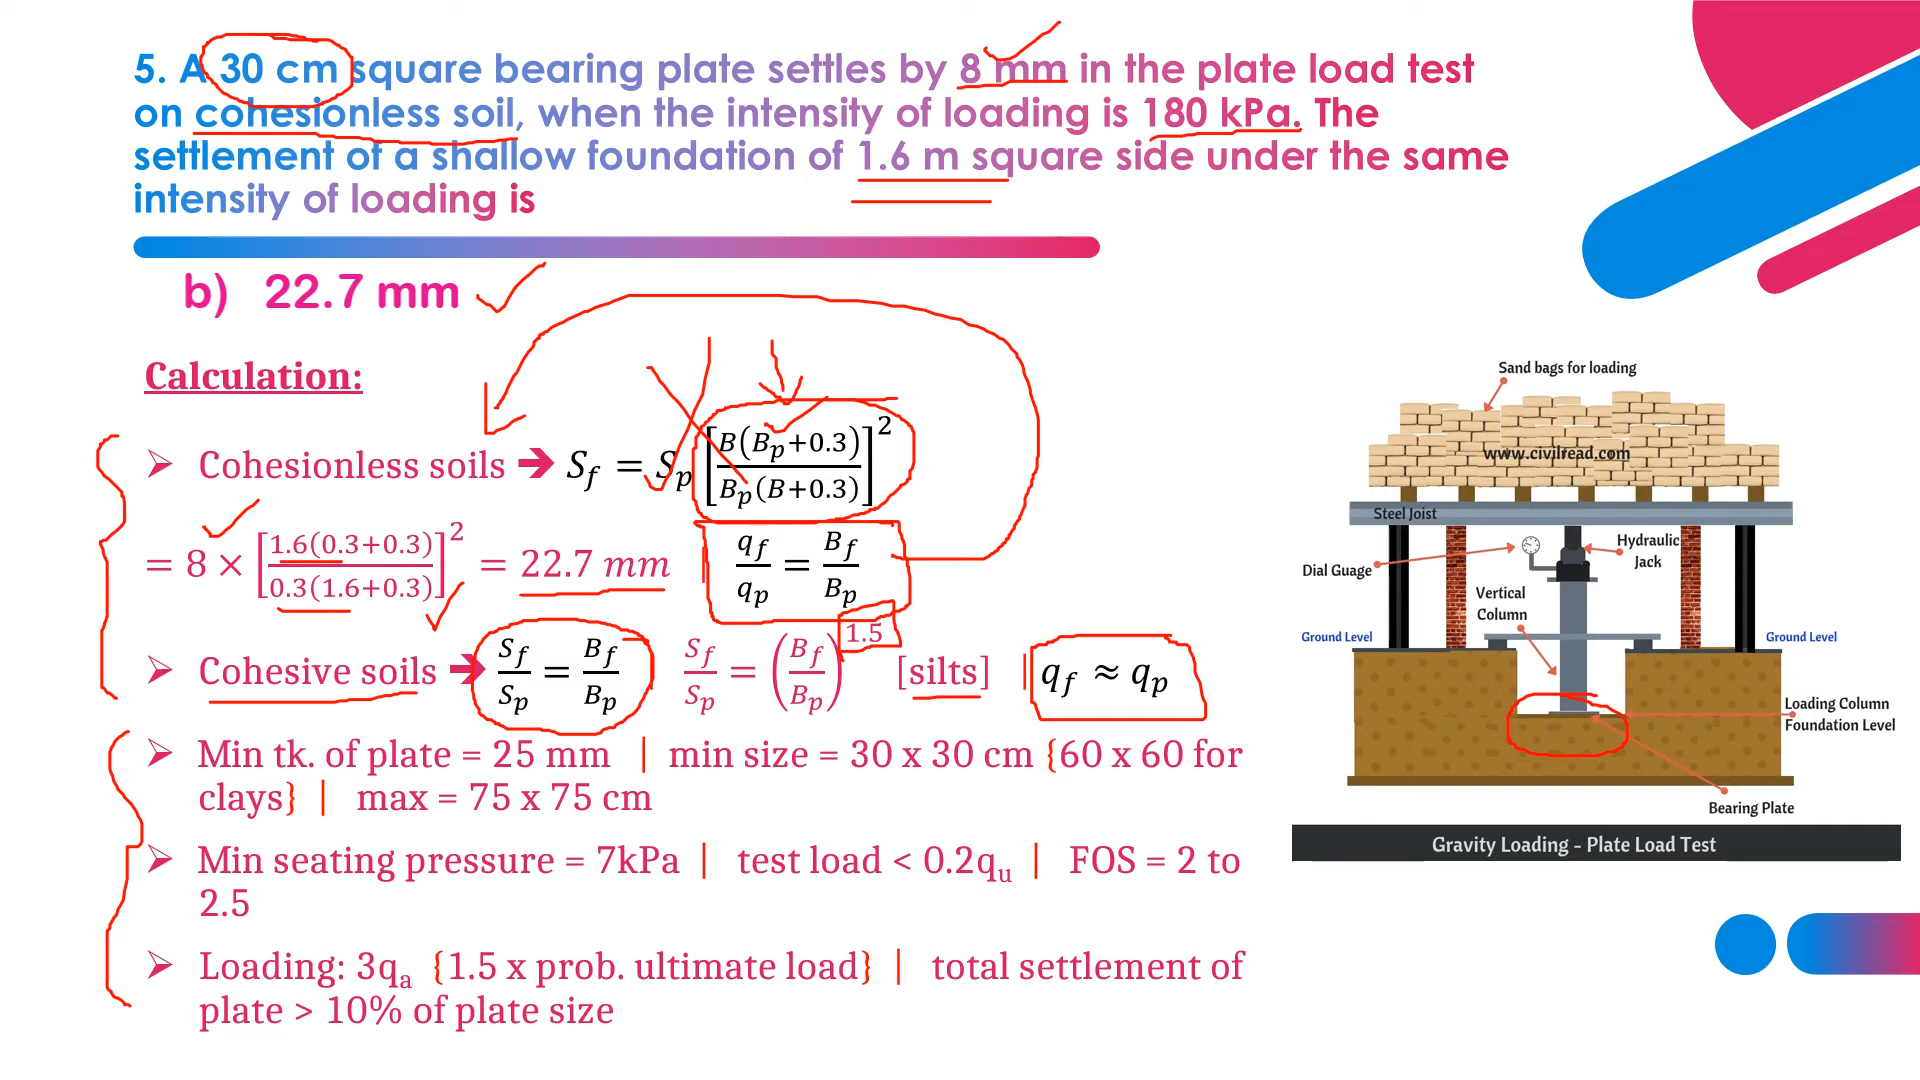 5. A 30 cm square bearing plate settles by 8 mm in the plate load test
on cohesionless soil, when the intensity of loading is 180 kPa. The
settlement of a shallow foundation of 1.6 m square side under the same
intensity of loading is
b) 22.7 mm
Calculation:
➢ Cohesionless soils ➔ S_f = S_p [B(B_p+0.3) / B_p(B+0.3)]^2
= 8 × [1.6(0.3+0.3) / 0.3(1.6+0.3)]^2 = 22.7 mm | q_f/q_p = B_f/B_p
➢ Cohesive soils ➔ S_f/S_p = B_f/B_p | S_f/S_p = (B_f/B_p)^1.5 [silts] | q_f ≈ q_p
➢ Min tk. of plate = 25 mm | min size = 30 x 30 cm {60 x 60 for
clays} | max = 75 x 75 cm
➢ Min seating pressure = 7kPa | test load < 0.2q_u | FOS = 2 to
2.5
➢ Loading: 3q_a {1.5 x prob. ultimate load} | total settlement of
plate > 10% of plate size
Sand bags for loading
www.civilread.com
Steel Joist
Hydraulic
Jack
Dial Guage
Vertical
Column
Ground Level
Ground Level
Loading Column
Foundation Level
Bearing Plate
Gravity Loading - Plate Load Test